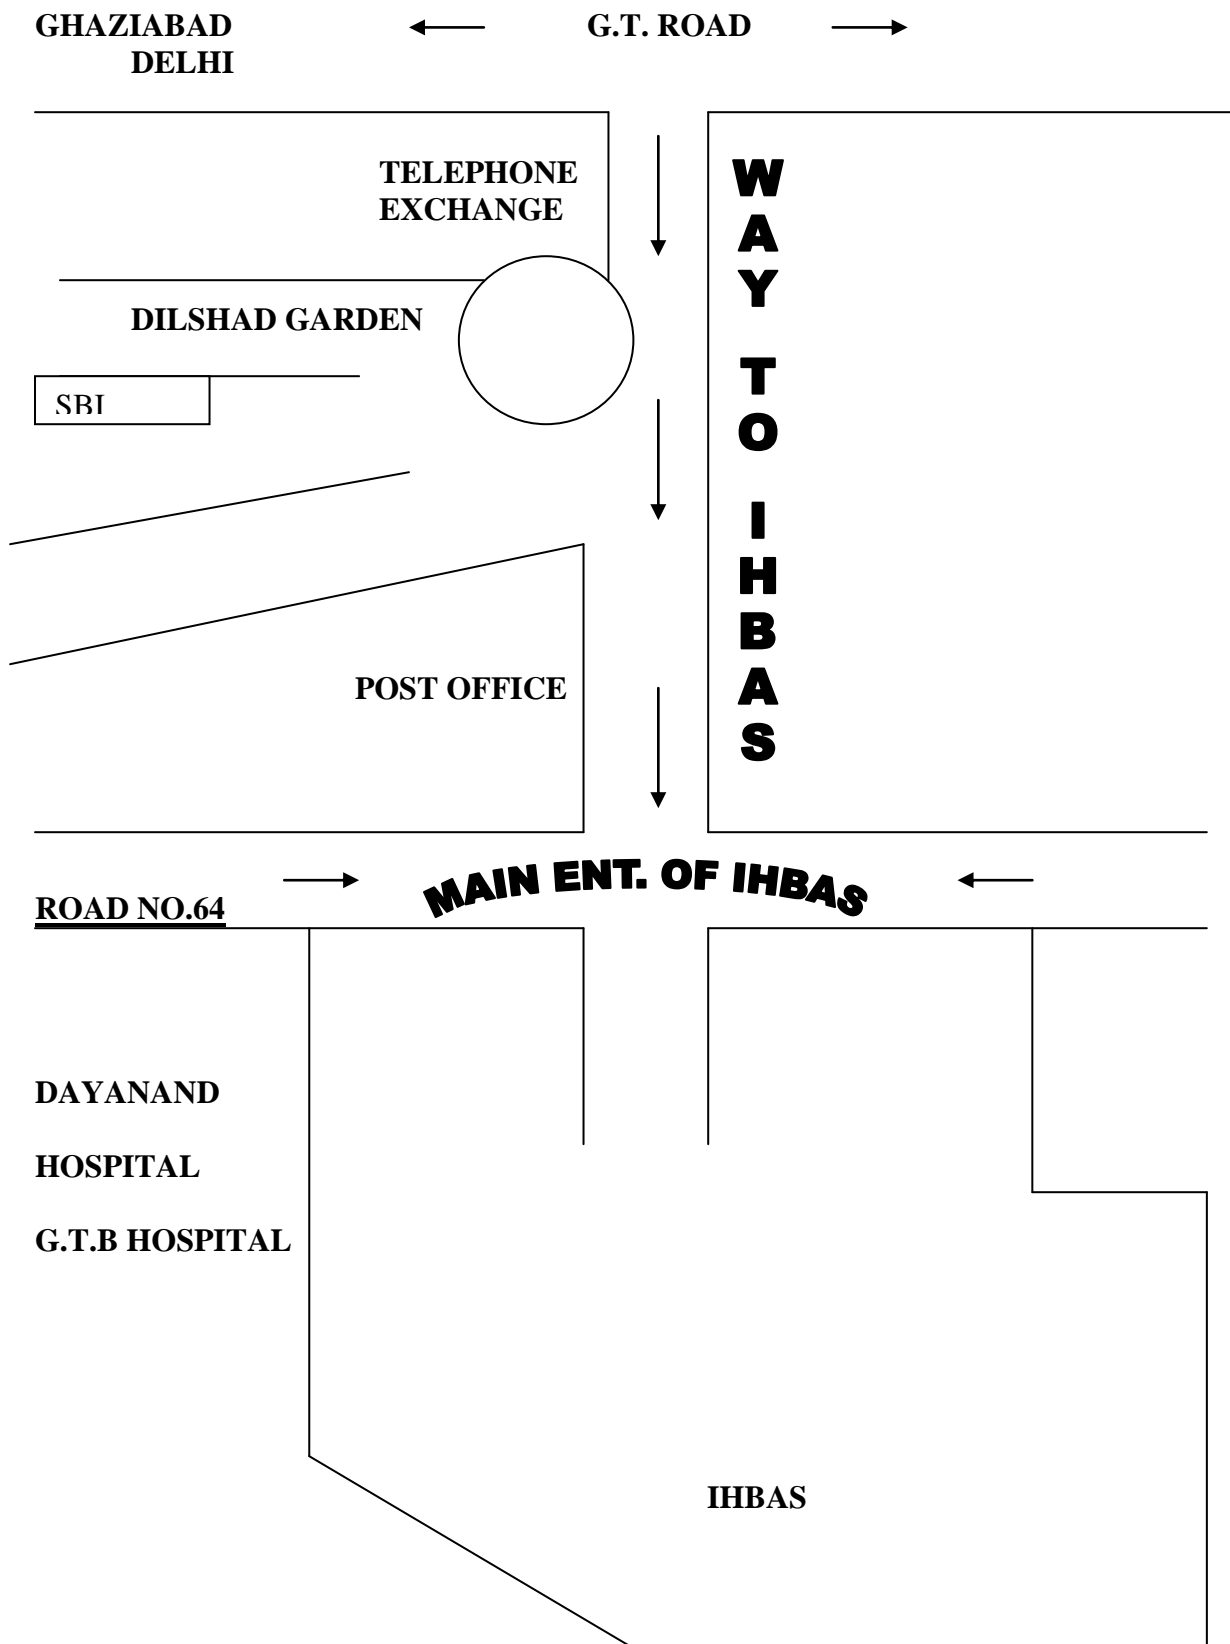 GHAZIABAD G.T. ROAD
DELHI
TELEPHONE
EXCHANGE
DILSHAD GARDEN
SBI
WAY TO IHBAS
POST OFFICE
MAIN ENT. OF IHBAS
ROAD NO.64
DAYANAND
HOSPITAL
G.T.B HOSPITAL
IHBAS